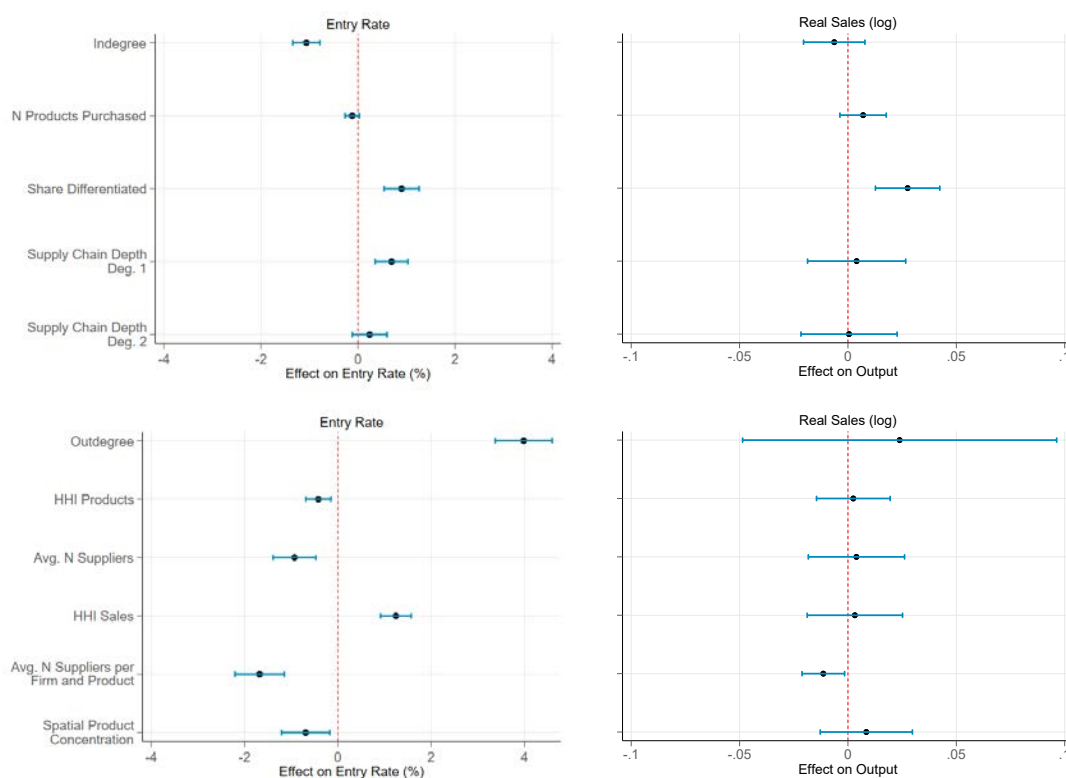 Entry Rate
Indegree
N Products Purchased
Share Differentiated
Supply Chain Depth
Deg. 1
Supply Chain Depth
Deg. 2
-4 -2 0 2 4
Effect on Entry Rate (%)
Real Sales (log)
-.1 -.05 0 .05 .1
Effect on Output
Entry Rate
Outdegree
HHI Products
Avg. N Suppliers
HHI Sales
Avg. N Suppliers per
Firm and Product
Spatial Product
Concentration
-4 -2 0 2 4
Effect on Entry Rate (%)
Real Sales (log)
-.1 -.05 0 .05 .1
Effect on Output